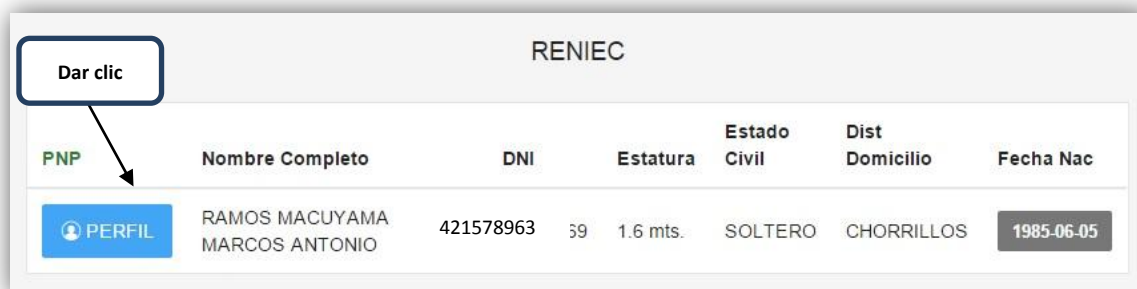 RENIEC
Dar clic
PNP Nombre Completo DNI Estatura Estado Civil Dist Domicilio Fecha Nac
PERFIL RAMOS MACUYAMA 421578963 69 1.6 mts. SOLTERO CHORRILLOS 1985-06-05
MARCOS ANTONIO